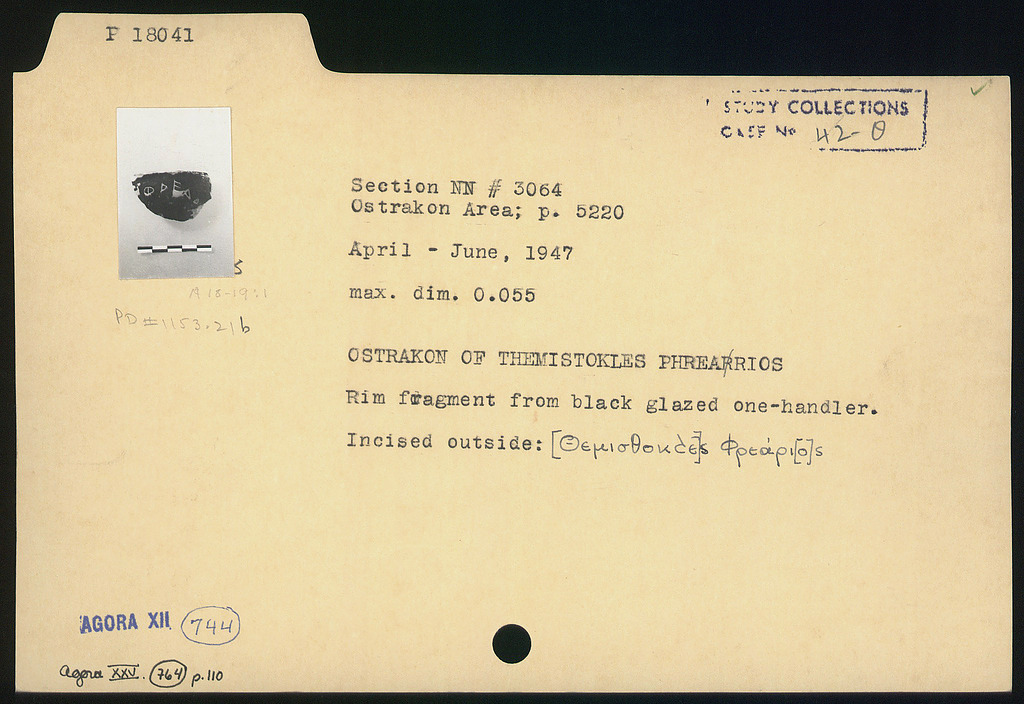 P 18041
STUDY COLLECTIONS
CASE No 42-0
ΦΡΕΑ
Section NN # 3064
Ostrakon Area; p. 5220
April - June, 1947
max. dim. 0.055
PD#1153.21b
OSTRAKON OF THEMISTOKLES PHREARRIOS
Rim fragment from black glazed one-handler.
Incised outside: [Θεμισθοκλε̃]ς Φρεάρι[ο]ς
AGORA XII 744
Agora XXV. 764 p.110